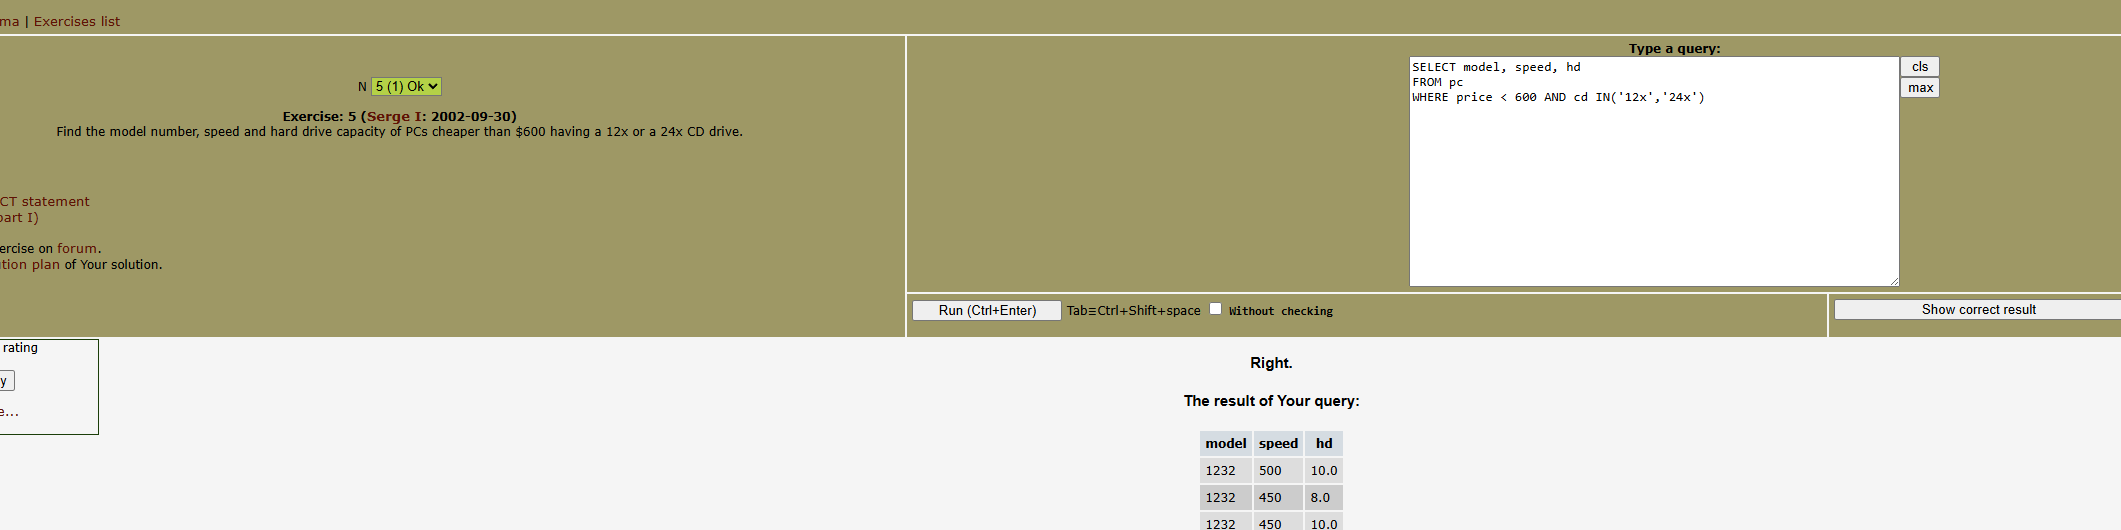 ma | Exercises list
N 5 (1) Ok
Exercise: 5 (Serge I: 2002-09-30)
Find the model number, speed and hard drive capacity of PCs cheaper than $600 having a 12x or a 24x CD drive.
CT statement
part I)
ercise on forum.
tion plan of Your solution.
Type a query:
SELECT model, speed, hd
FROM pc
WHERE price < 600 AND cd IN('12x','24x')
cls
max
Run (Ctrl+Enter) Tab≡Ctrl+Shift+space Without checking
Show correct result
rating
y
e...
Right.
The result of Your query:
model speed hd
1232 500 10.0
1232 450 8.0
1232 450 10.0